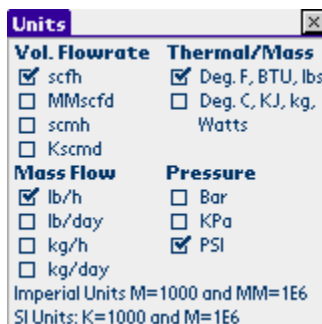 Units
Vol. Flowrate Thermal/Mass
scfh Deg. F, BTU, lbs
MMscfd Deg. C, KJ, kg,
scmh Watts
Kscmd
Mass Flow Pressure
lb/h Bar
lb/day KPa
kg/h PSI
kg/day
Imperial Units M=1000 and MM=1E6
SI Units: K=1000 and M=1E6